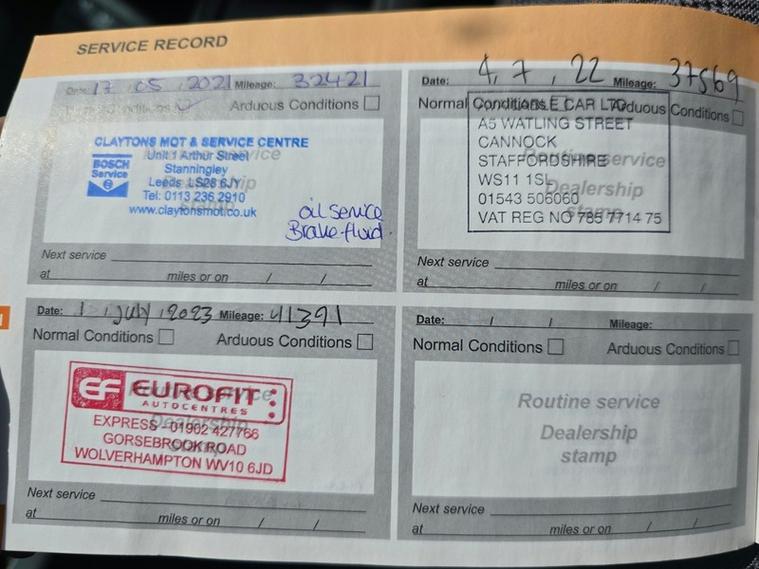 SERVICE RECORD
Date: 17 . 05 . 2021 Mileage: 32421
Normal Conditions Arduous Conditions
CLAYTONS MOT & SERVICE CENTRE
BOSCH
Service
Unit 1 Arthur Street
Stanningley
Leeds LS28 6JY
Tel: 0113 236 2910
www.claytonsmot.co.uk
oil service
Brake fluid.
Next service
at miles or on / /
Date: 4, 7, 22 Mileage: 37569
Normal Conditions Arduous Conditions
CAR LTD
A5 WATLING STREET
CANNOCK
STAFFORDSHIRE
WS11 1SL
01543 506060
VAT REG NO 785 7714 75
Routine service
Dealership
stamp
Next service
at miles or on / /
Date: 1 July, 2023 Mileage: 41391
Normal Conditions Arduous Conditions
EF EUROFIT
AUTOCENTRES
EXPRESS - 01902 427766
GORSEBROOK ROAD
WOLVERHAMPTON WV10 6JD
Next service
at miles or on / /
Date: / / Mileage:
Normal Conditions Arduous Conditions
Routine service
Dealership
stamp
Next service
at miles or on / /